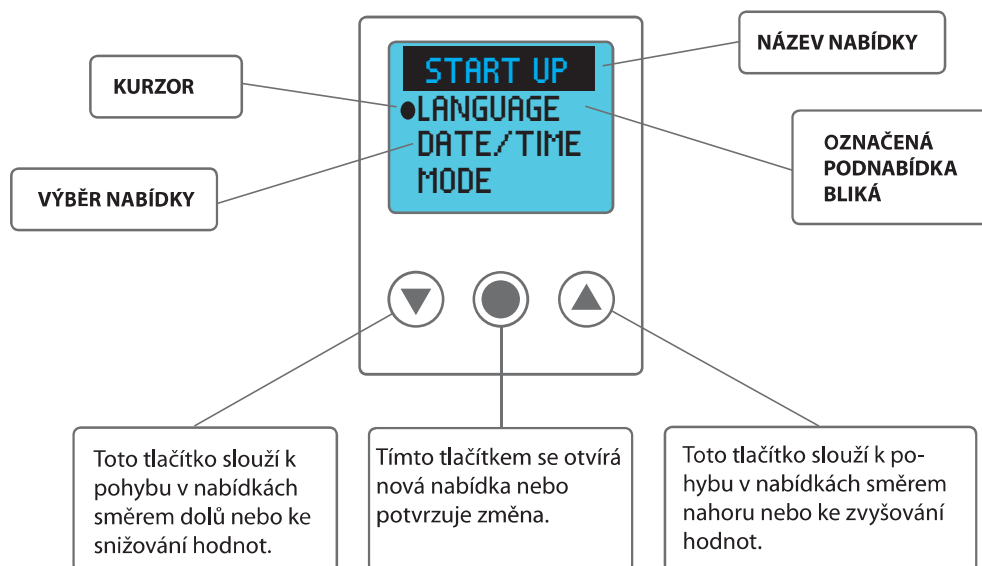 NÁZEV NABÍDKY
KURZOR
START UP
●LANGUAGE
DATE/TIME
MODE
OZNAČENÁ
PODNABÍDKA
BLIKÁ
VÝBĚR NABÍDKY
Toto tlačítko slouží k
pohybu v nabídkách
směrem dolů nebo ke
snižování hodnot.
Tímto tlačítkem se otvírá
nová nabídka nebo
potvrzuje změna.
Toto tlačítko slouží k po-
hybu v nabídkách směrem
nahoru nebo ke zvyšování
hodnot.